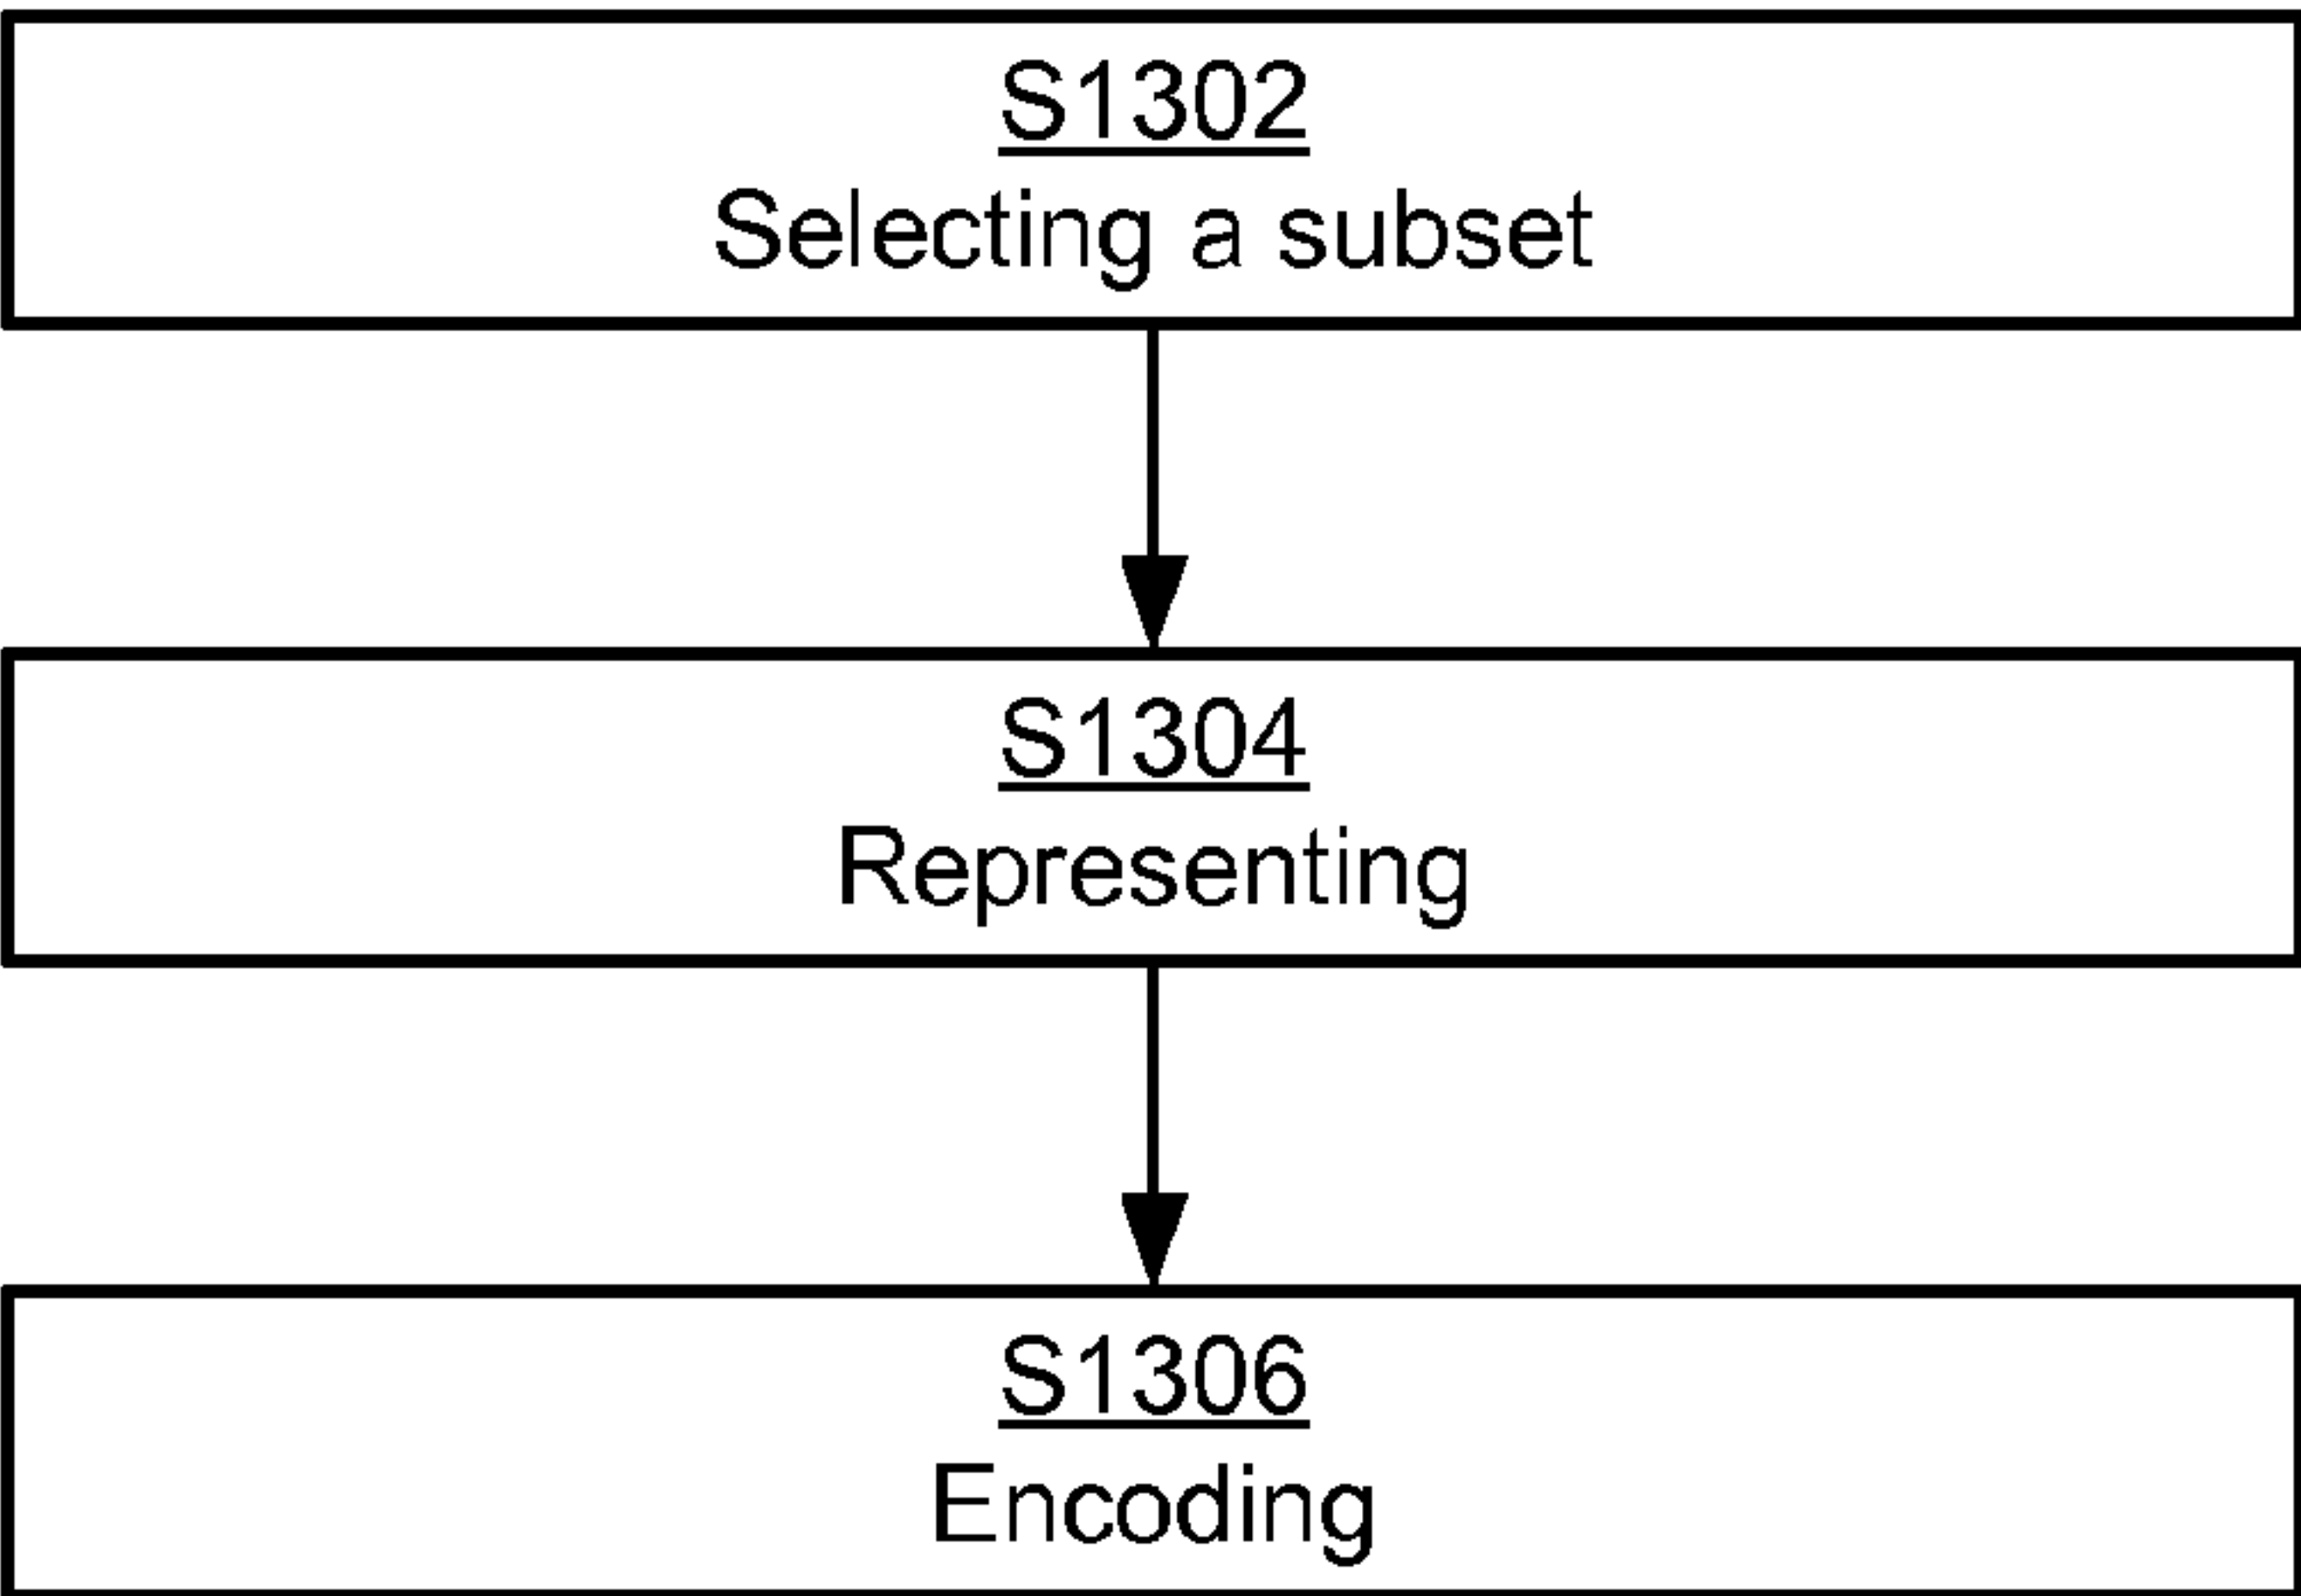 S1302
Selecting a subset
S1304
Representing
S1306
Encoding